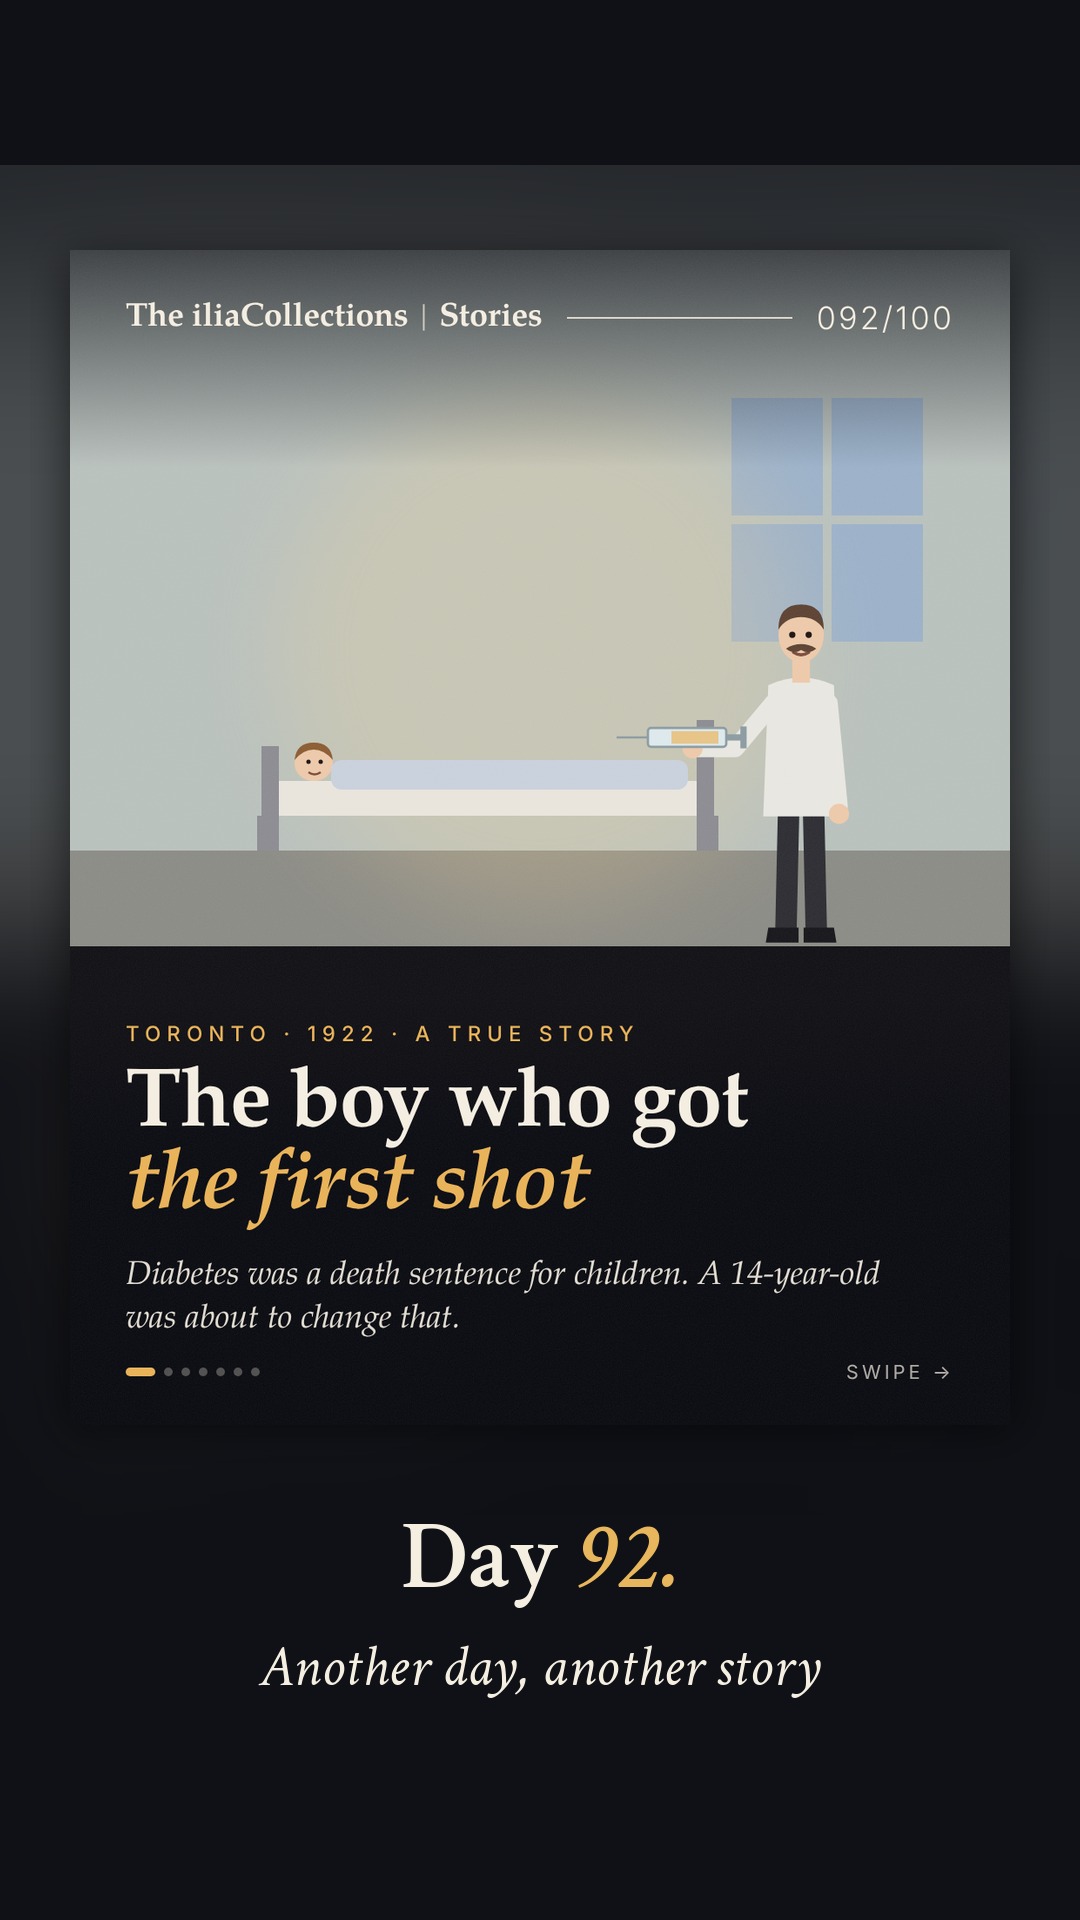 The iliaCollections | Stories 092/100
TORONTO · 1922 · A TRUE STORY
The boy who got
the first shot
Diabetes was a death sentence for children. A 14-year-old
was about to change that.
SWIPE →
Day 92.
Another day, another story